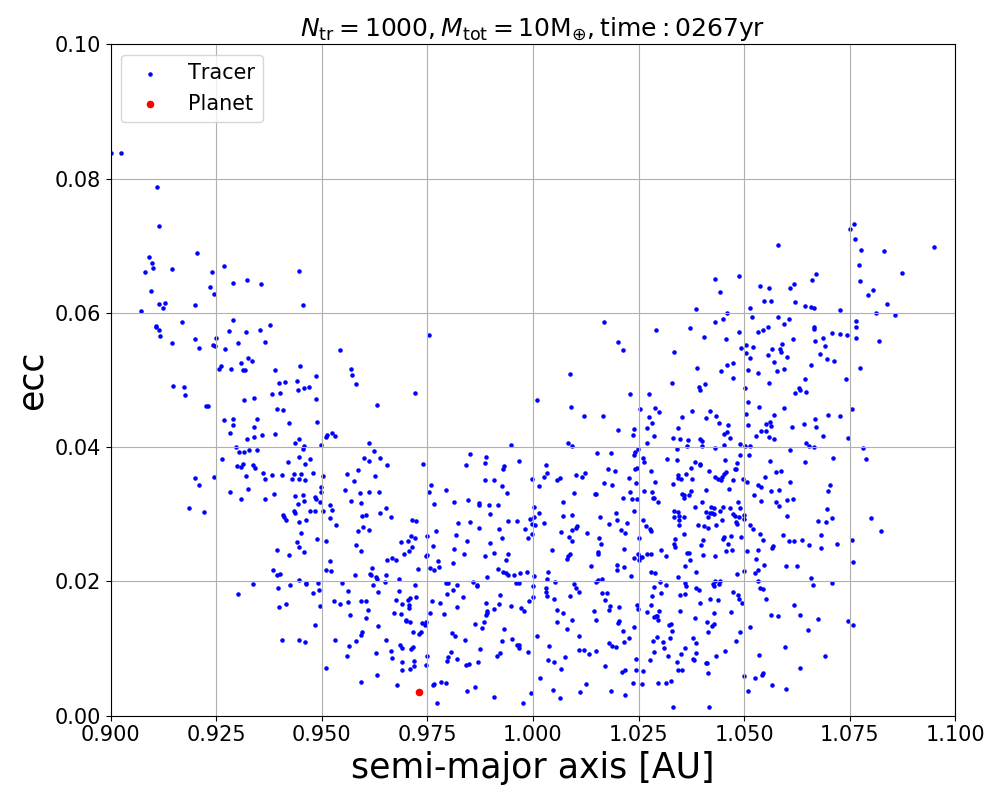 N_tr = 1000, M_tot = 10M_⊕, time : 0267yr
Tracer
Planet
0.10
0.08
0.06
0.04
0.02
0.00
ecc
0.900 0.925 0.950 0.975 1.000 1.025 1.050 1.075 1.100
semi-major axis [AU]